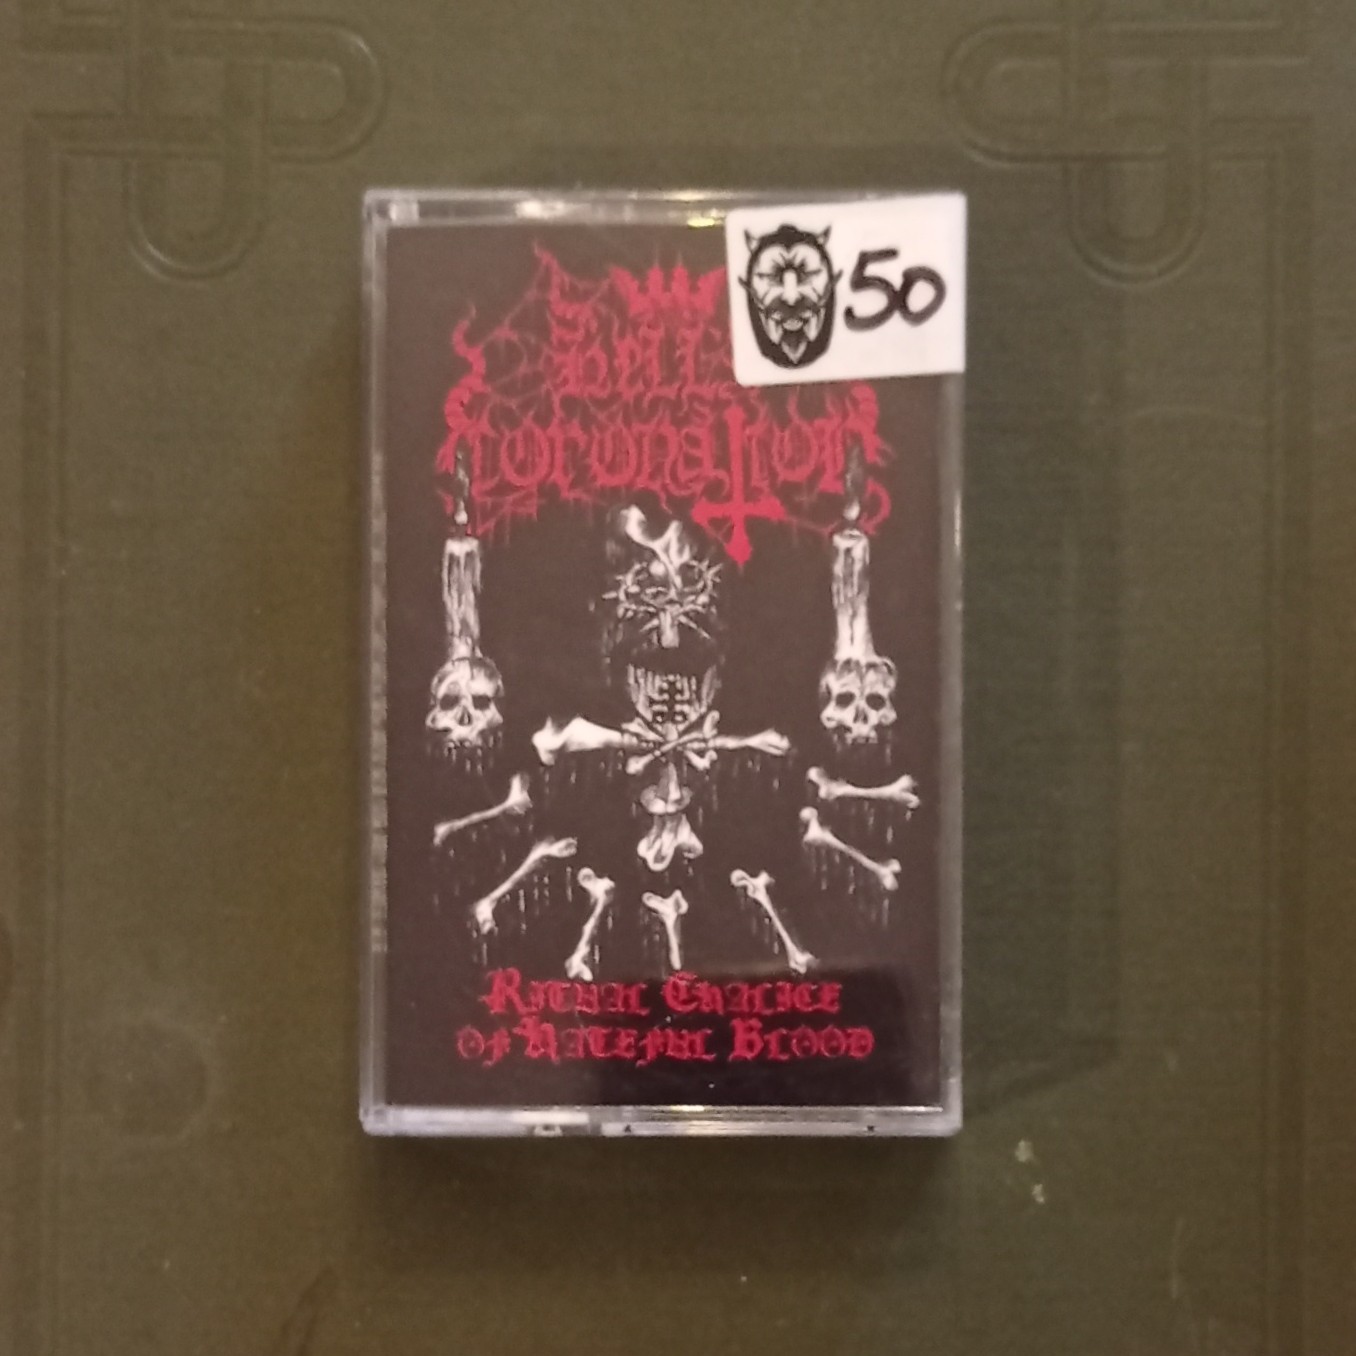 50
Hell's
Coronation
Ritual Chalice
of Hateful Blood